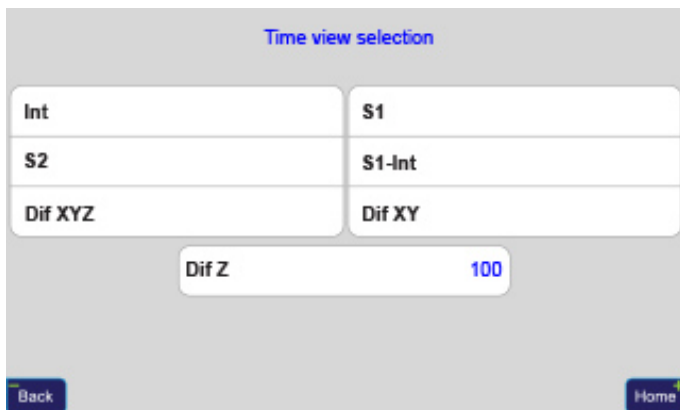 Time view selection
Int S1
S2 S1-Int
Dif XYZ Dif XY
Dif Z 100
Back Home